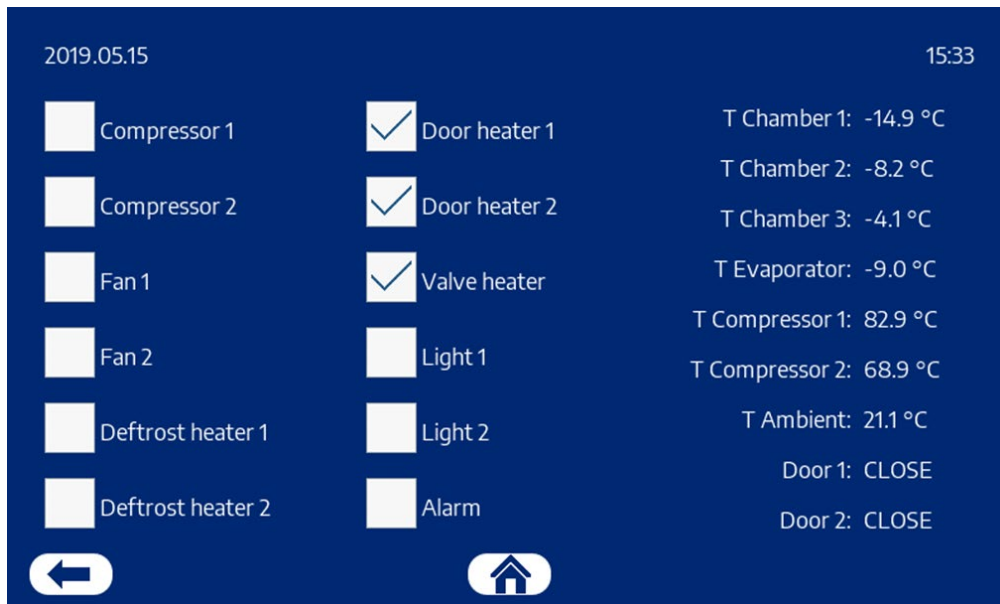 2019.05.15
15:33
Compressor 1
Compressor 2
Fan 1
Fan 2
Deftrost heater 1
Deftrost heater 2
Door heater 1
Door heater 2
Valve heater
Light 1
Light 2
Alarm
T Chamber 1: -14.9 °C
T Chamber 2: -8.2 °C
T Chamber 3: -4.1 °C
T Evaporator: -9.0 °C
T Compressor 1: 82.9 °C
T Compressor 2: 68.9 °C
T Ambient: 21.1 °C
Door 1: CLOSE
Door 2: CLOSE